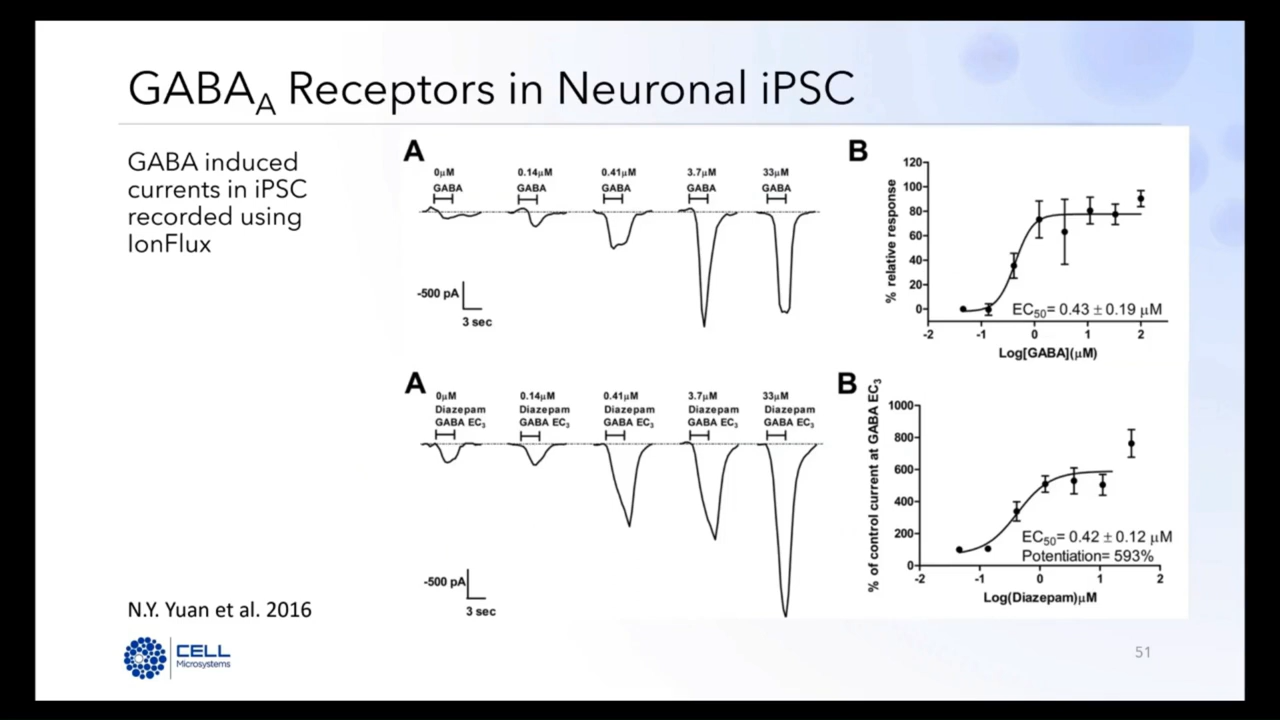 GABAA Receptors in Neuronal iPSC
GABA induced
currents in iPSC
recorded using
IonFlux
A
0μM
GABA
0.14μM
GABA
0.41μM
GABA
3.7μM
GABA
33μM
GABA
-500 pA
3 sec
B
% relative response
120
100
80
60
40
20
0
EC50= 0.43 ± 0.19 μM
-2 -1 0 1 2
Log[GABA](μM)
A
0μM
Diazepam
GABA EC3
0.14μM
Diazepam
GABA EC3
0.41μM
Diazepam
GABA EC3
3.7μM
Diazepam
GABA EC3
33μM
Diazepam
GABA EC3
-500 pA
3 sec
B
% of control current at GABA EC3
1000
800
600
400
200
0
EC50= 0.42 ± 0.12 μM
Potentiation= 593%
-2 -1 0 1 2
Log(Diazepam)μM
N.Y. Yuan et al. 2016
CELL
Microsystems
51